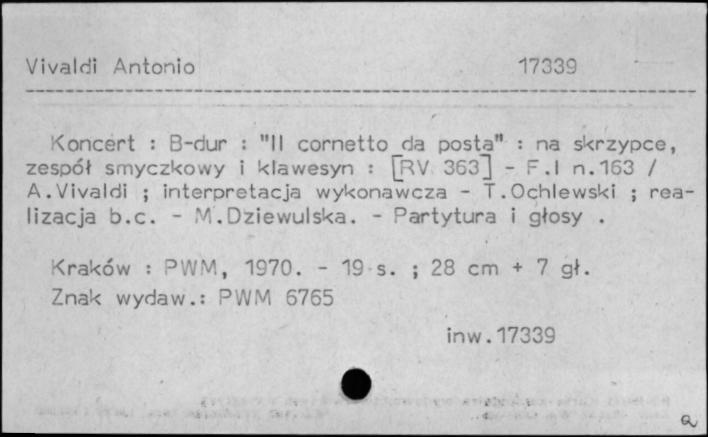 Vivaldi Antonio 17339
Koncert : B-dur : "Il cornetto da posta" : na skrzypce,
zespół smyczkowy i klawesyn : [RV 363] - F.I n.163 /
A.Vivaldi ; interpretacja wykonawcza - T.Ochlewski ; rea-
lizacja b.c. - M.Dziewulska. - Partytura i głosy .
Kraków : PWM, 1970. - 19 s. ; 28 cm + 7 gł.
Znak wydaw.: PWM 6765
inw.17339